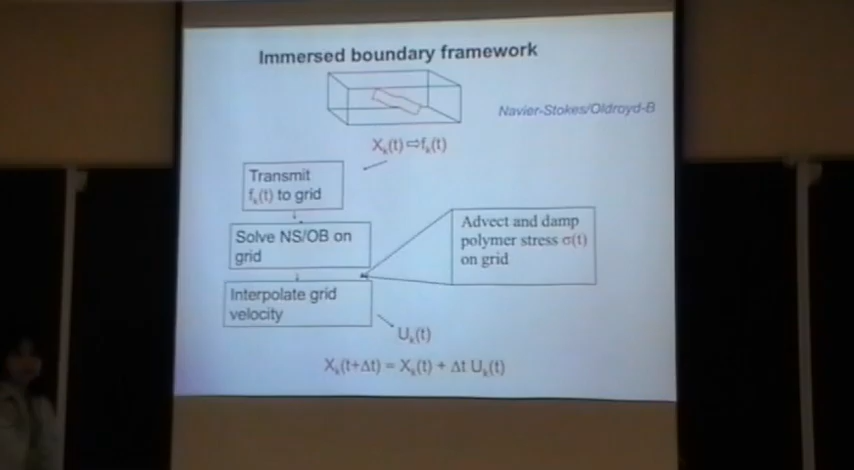 Immersed boundary framework
Navier-Stokes/Oldroyd-B
Xₖ(t)⇨fₖ(t)
Transmit
fₖ(t) to grid
Solve NS/OB on
grid
Advect and damp
polymer stress σ(t)
on grid
Interpolate grid
velocity
Uₖ(t)
Xₖ(t+Δt) = Xₖ(t) + Δt Uₖ(t)